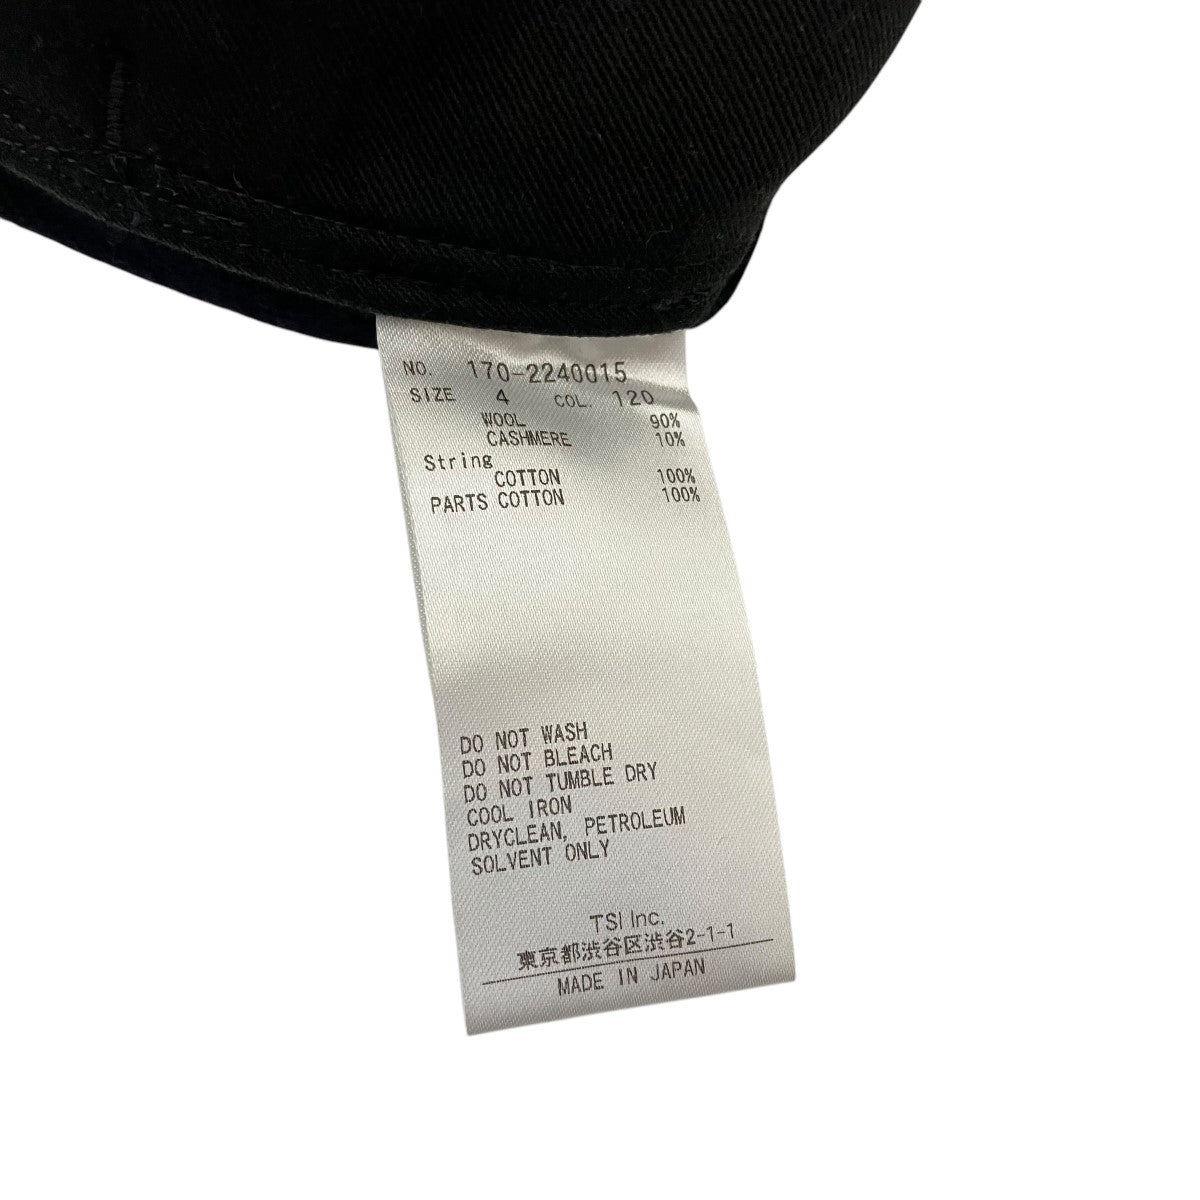 NO. 170-2240015
SIZE 4 COL. 120
WOOL 90%
CASHMERE 10%
String
COTTON 100%
PARTS COTTON 100%
DO NOT WASH
DO NOT BLEACH
DO NOT TUMBLE DRY
COOL IRON
DRYCLEAN, PETROLEUM
SOLVENT ONLY
TSI Inc.
東京都渋谷区渋谷2-1-1
MADE IN JAPAN